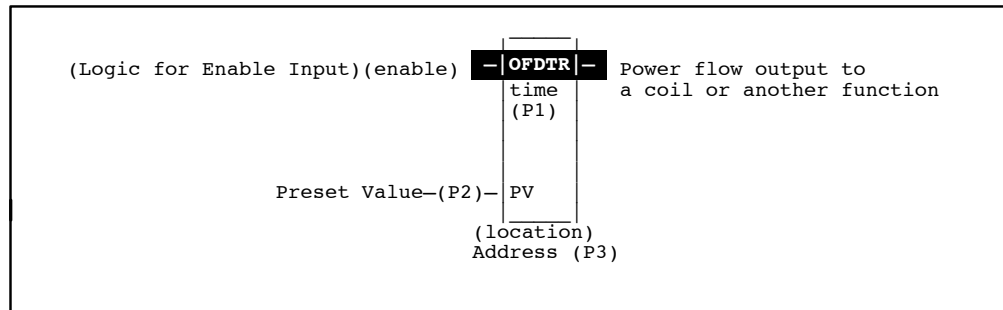 (Logic for Enable Input)(enable) –|OFDTR|– Power flow output to
time a coil or another function
(P1)
Preset Value–(P2)–|PV
(location)
Address (P3)